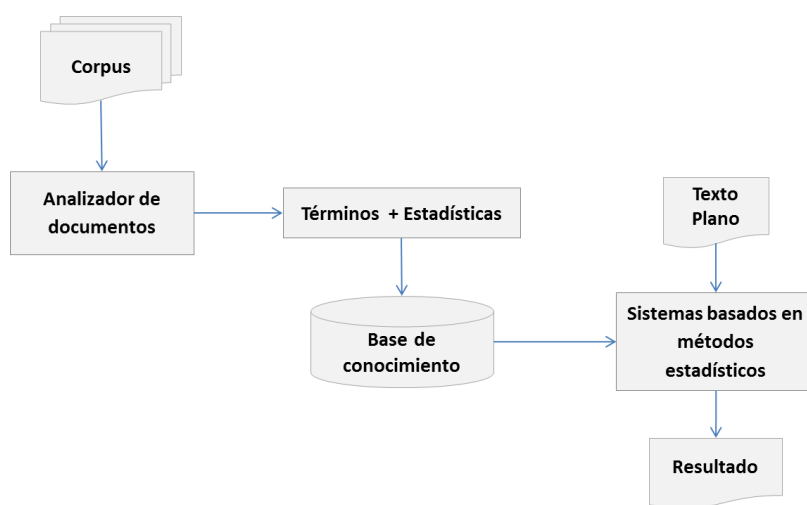 Corpus
Analizador de
documentos
Términos + Estadísticas
Base de
conocimiento
Texto
Plano
Sistemas basados en
métodos
estadísticos
Resultado